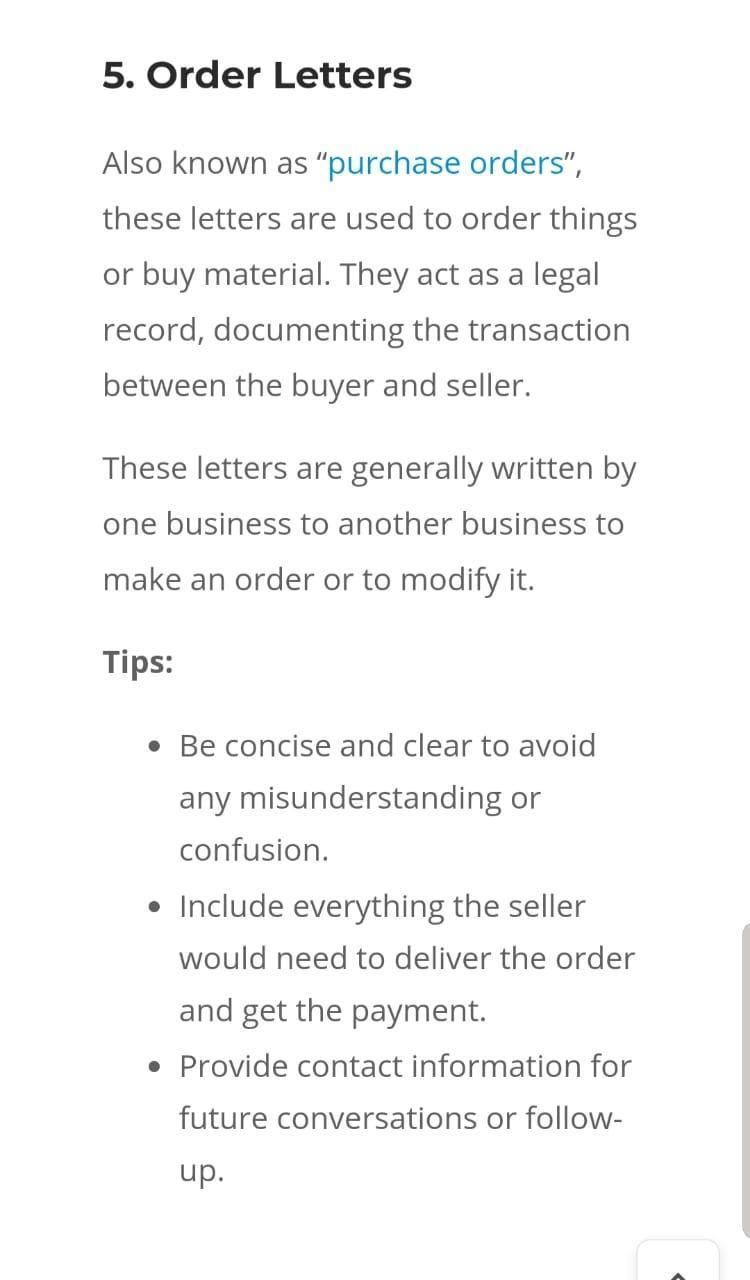 5. Order Letters
Also known as “purchase orders”,
these letters are used to order things
or buy material. They act as a legal
record, documenting the transaction
between the buyer and seller.
These letters are generally written by
one business to another business to
make an order or to modify it.
Tips:
• Be concise and clear to avoid
any misunderstanding or
confusion.
• Include everything the seller
would need to deliver the order
and get the payment.
• Provide contact information for
future conversations or follow-
up.